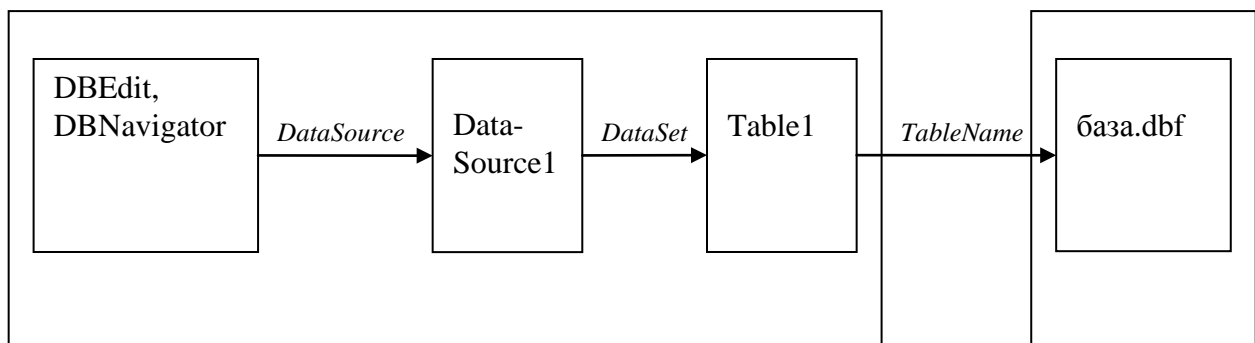 DBEdit,
DBNavigator
DataSource
Data-
Source1
DataSet
Table1
TableName
база.dbf